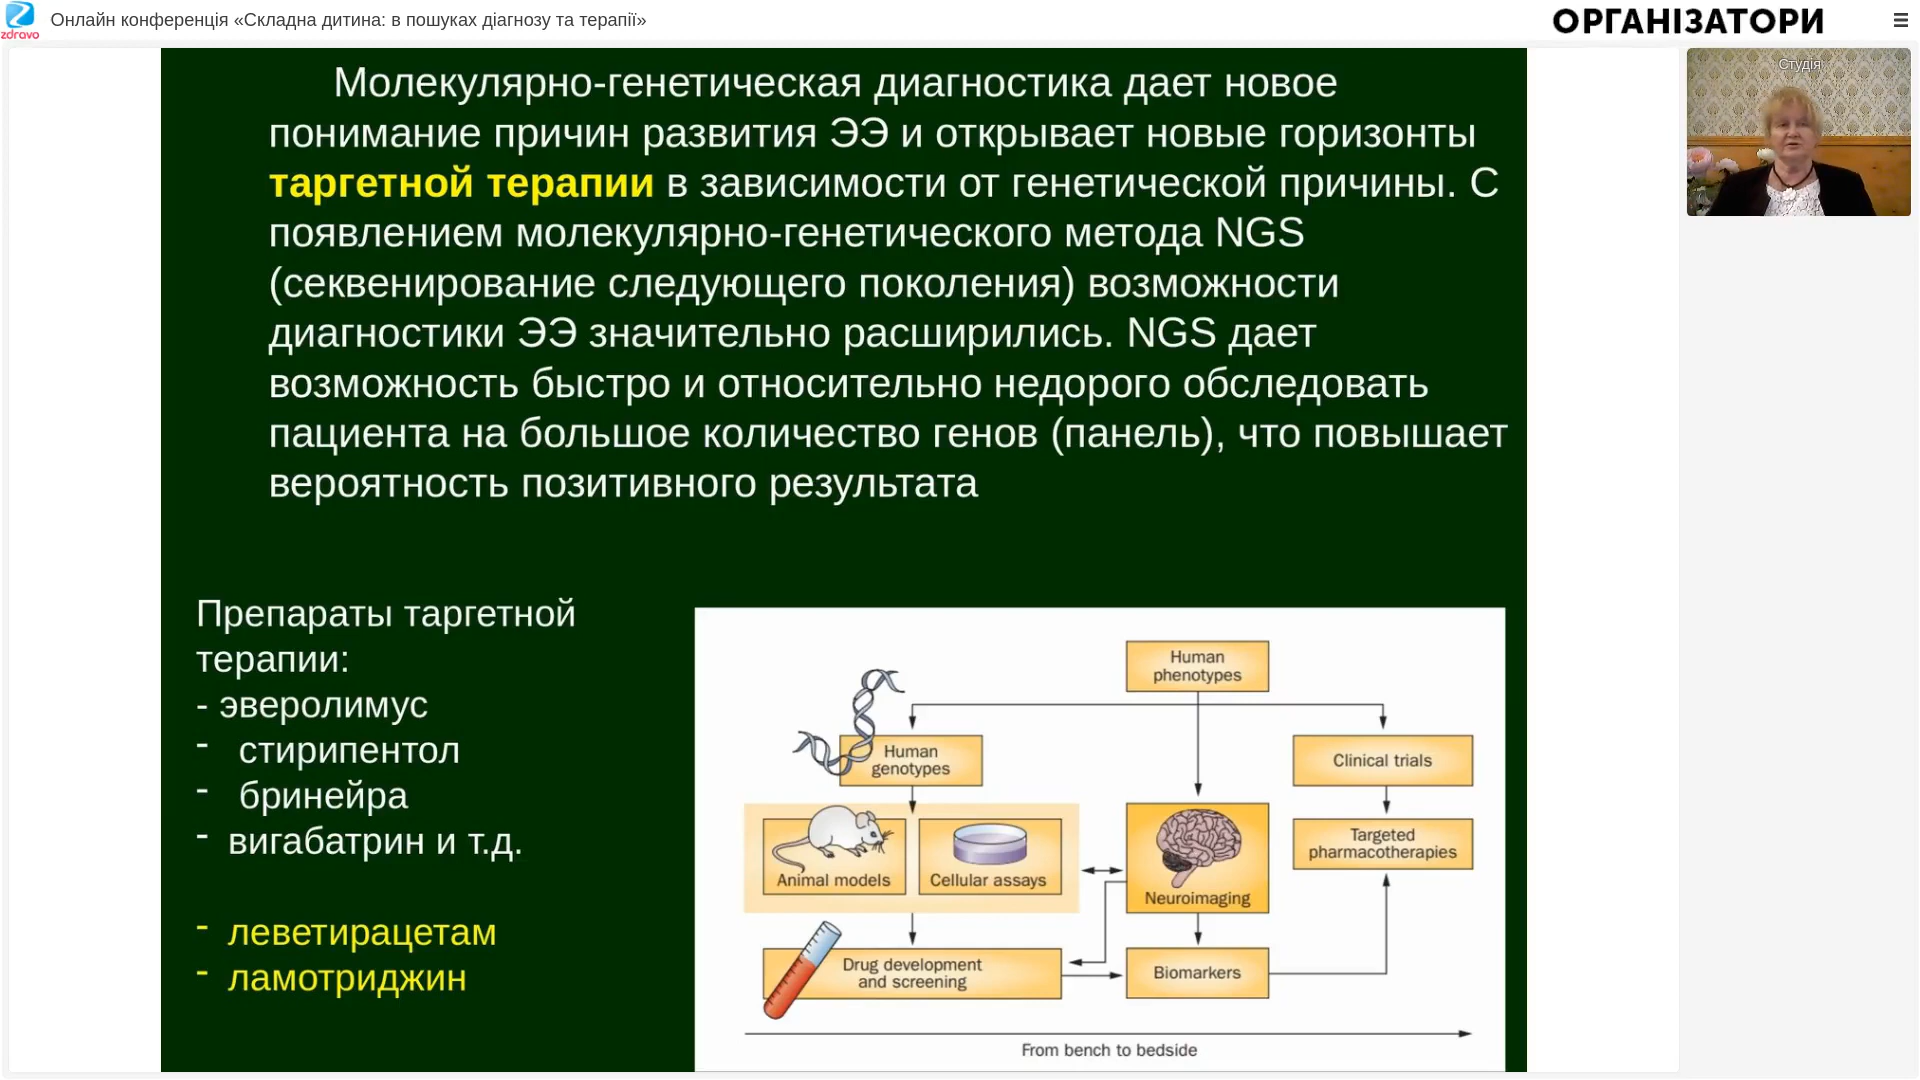 zdravo
Онлайн конференція «Складна дитина: в пошуках діагнозу та терапії»
ОРГАНІЗАТОРИ
Студія
Молекулярно-генетическая диагностика дает новое
понимание причин развития ЭЭ и открывает новые горизонты
таргетной терапии в зависимости от генетической причины. С
появлением молекулярно-генетического метода NGS
(секвенирование следующего поколения) возможности
диагностики ЭЭ значительно расширились. NGS дает
возможность быстро и относительно недорого обследовать
пациента на большое количество генов (панель), что повышает
вероятность позитивного результата
Препараты таргетной
терапии:
- эверолимус
- стирипентол
- бринейра
- вигабатрин и т.д.
- леветирацетам
- ламотриджин
Human
phenotypes
Human
genotypes
Clinical trials
Animal models
Cellular assays
Neuroimaging
Targeted
pharmacotherapies
Drug development
and screening
Biomarkers
From bench to bedside